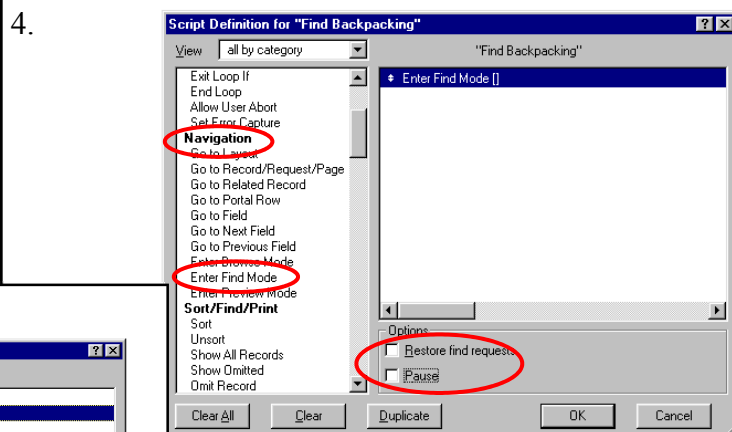 4.
Script Definition for "Find Backpacking"
View all by category
"Find Backpacking"
Exit Loop If
End Loop
Allow User Abort
Set Error Capture
Navigation
Go to Layout
Go to Record/Request/Page
Go to Related Record
Go to Portal Row
Go to Field
Go to Next Field
Go to Previous Field
Enter Browse Mode
Enter Find Mode
Enter Preview Mode
Sort/Find/Print
Sort
Unsort
Show All Records
Show Omitted
Omit Record
Enter Find Mode []
Options
Restore find requests
Pause
Clear All Clear Duplicate OK Cancel